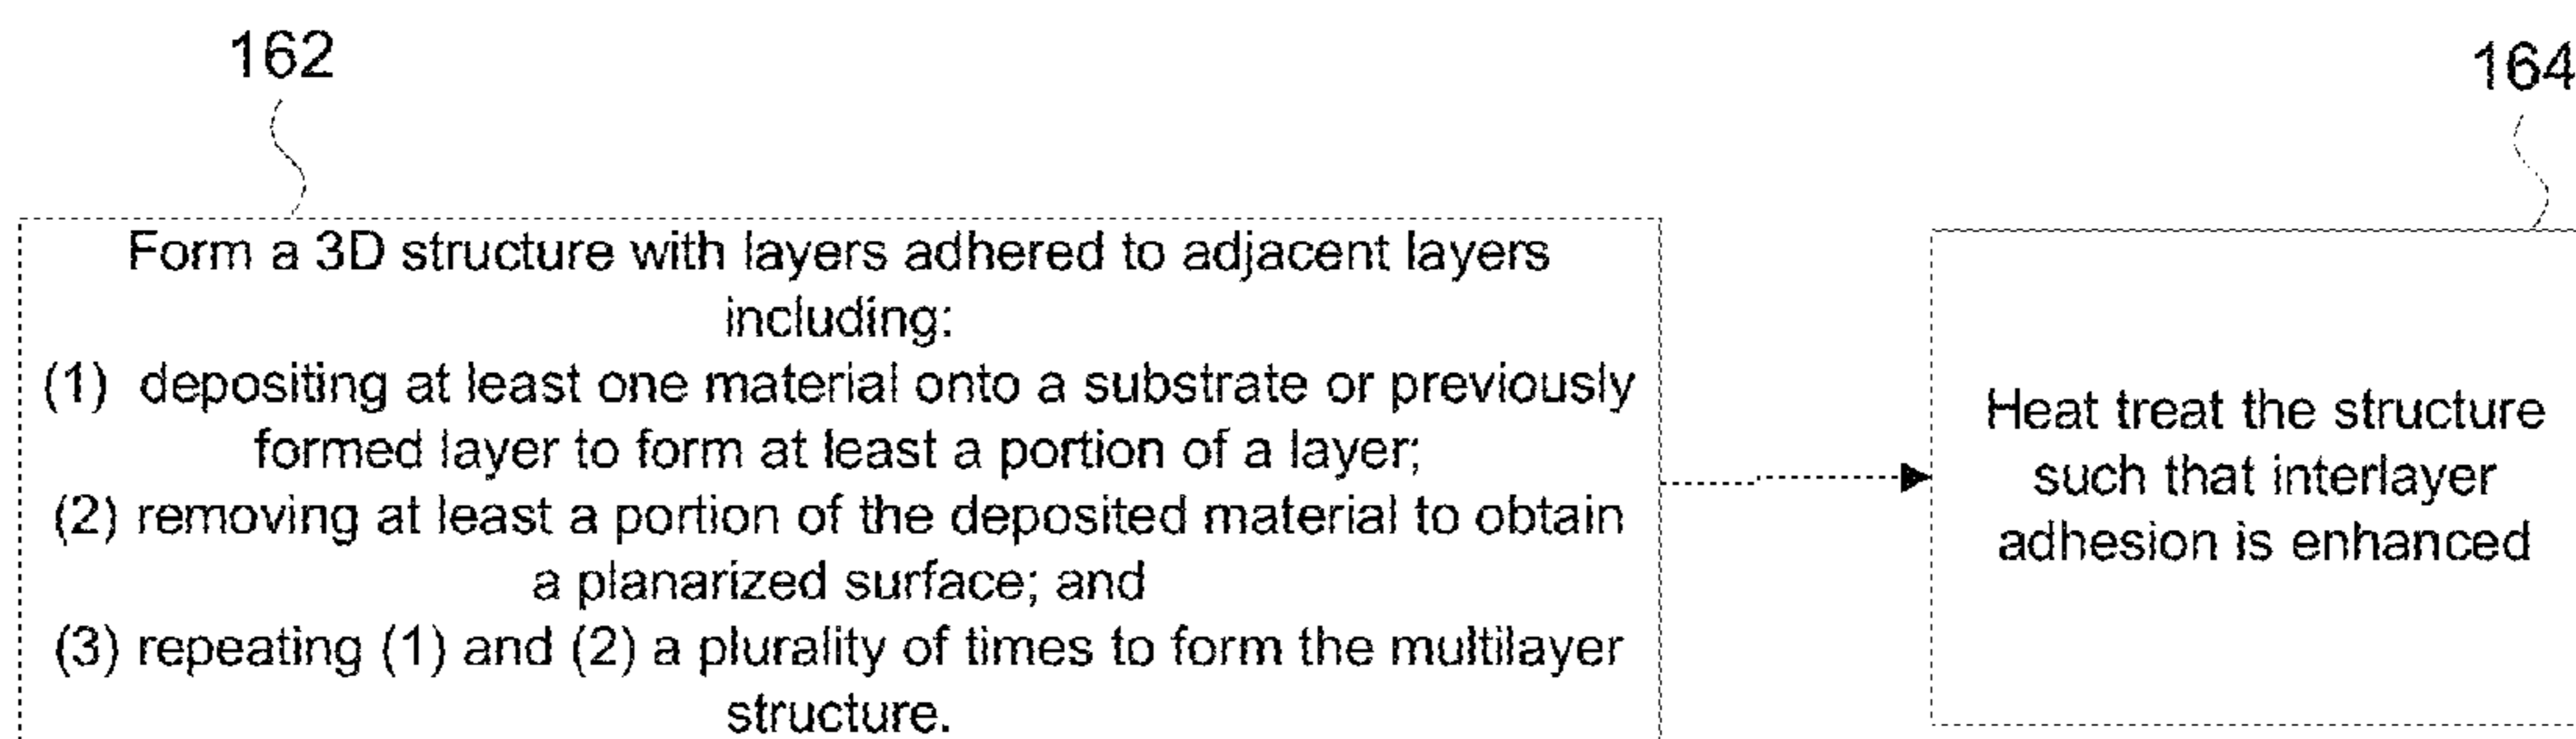 162
164
Form a 3D structure with layers adhered to adjacent layers
including:
(1) depositing at least one material onto a substrate or previously
formed layer to form at least a portion of a layer;
(2) removing at least a portion of the deposited material to obtain
a planarized surface; and
(3) repeating (1) and (2) a plurality of times to form the multilayer
structure.
Heat treat the structure
such that interlayer
adhesion is enhanced